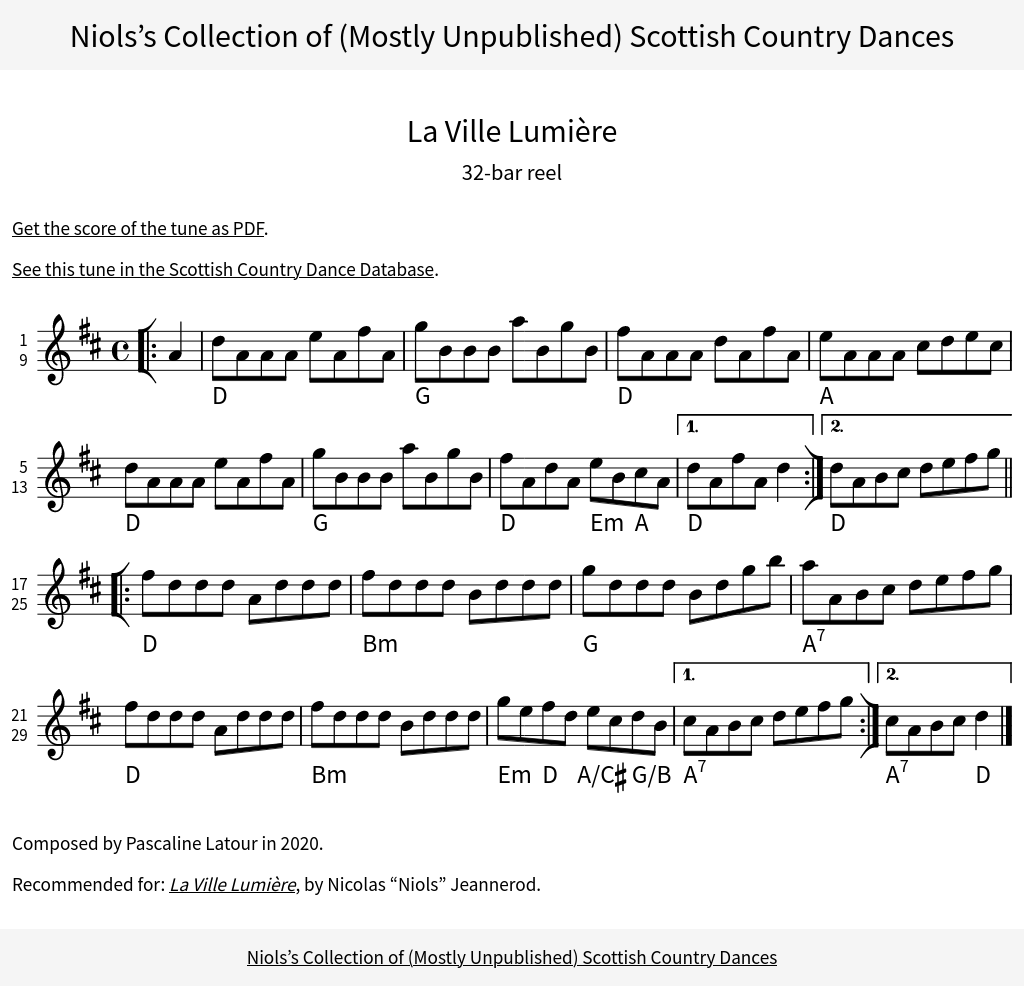 Niols’s Collection of (Mostly Unpublished) Scottish Country Dances
La Ville Lumière
32-bar reel
Get the score of the tune as PDF.
See this tune in the Scottish Country Dance Database.
1
9
D G D A
1. 2.
5
13
D G D Em A D D
17
25
D Bm G A7
1. 2.
21
29
D Bm Em D A/C♯ G/B A7 A7 D
Composed by Pascaline Latour in 2020.
Recommended for: La Ville Lumière, by Nicolas “Niols” Jeannerod.
Niols’s Collection of (Mostly Unpublished) Scottish Country Dances